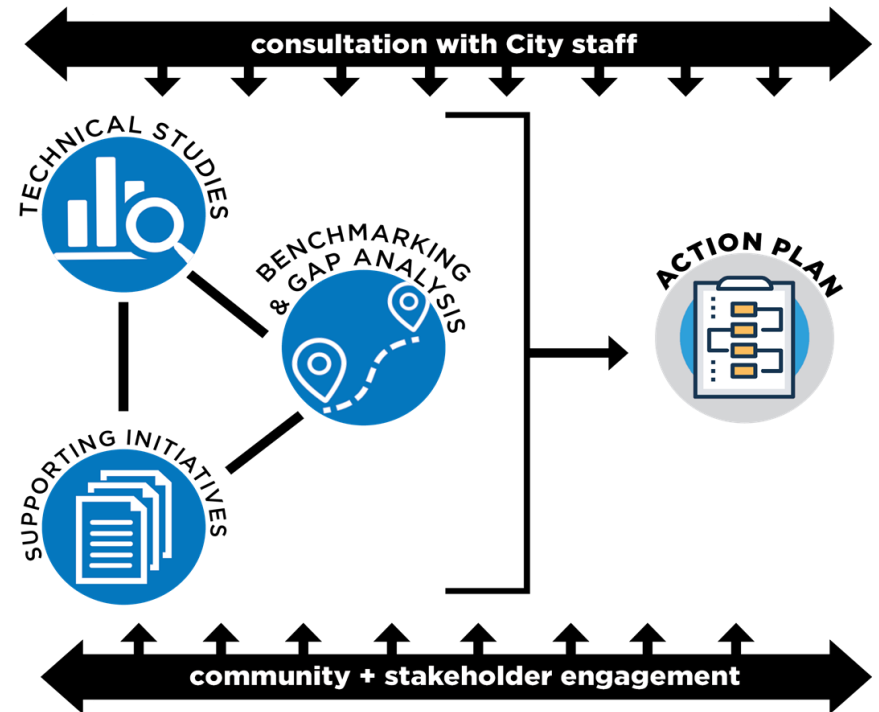 consultation with City staff
TECHNICAL STUDIES
BENCHMARKING
& GAP ANALYSIS
ACTION PLAN
SUPPORTING INITIATIVES
community + stakeholder engagement